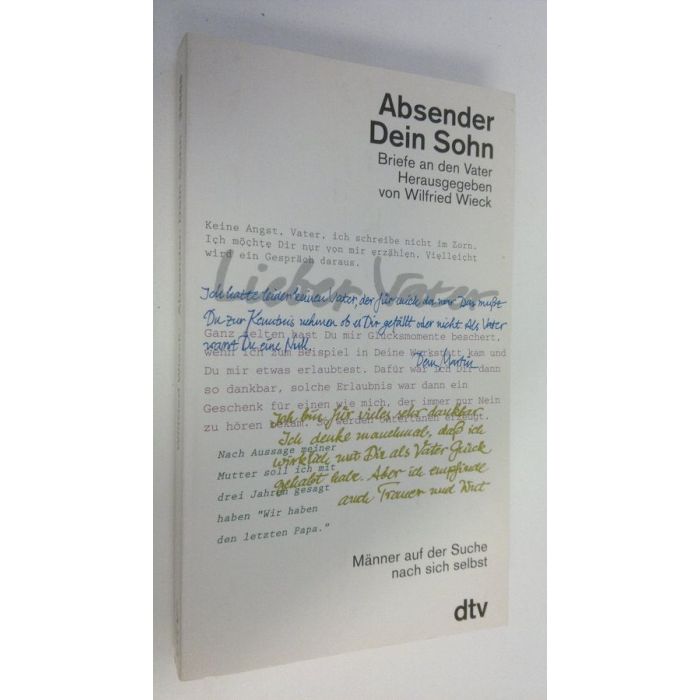 Absender
Dein Sohn
Briefe an den Vater
Herausgegeben
von Wilfried Wieck
Keine Angst, Vater, ich schreibe nicht im Zorn.
Ich möchte Dir nur von mir erzählen. Vielleicht
wird ein Gespräch daraus.
Lieber Vater
Ich hatte leider keinen Vater, der für mich da war. Das mußt
Du zur Kenntnis nehmen ob es Dir gefällt oder nicht. Als Vater
warst Du eine Null.
Dein Martin
Ganz selten hast Du mir Glücksmomente beschert,
wenn ich zum Beispiel in Deine Werkstatt kam und
Du mir etwas erlaubtest. Dafür war ich Dir dann
so dankbar, solche Erlaubnis war dann ein
Geschenk für einen wie mich, der immer nur Nein
zu hören bekam. So werden Untertanen erzeugt.
Ich bin für vieles sehr dankbar.
Ich denke manchmal, daß ich
wirklich mit Dir als Vater Glück
gehabt habe. Aber ich empfinde
auch Trauer und Wut
Nach Aussage meiner
Mutter soll ich mit
drei Jahren gesagt
haben "Wir haben
den letzten Papa."
Männer auf der Suche
nach sich selbst
dtv